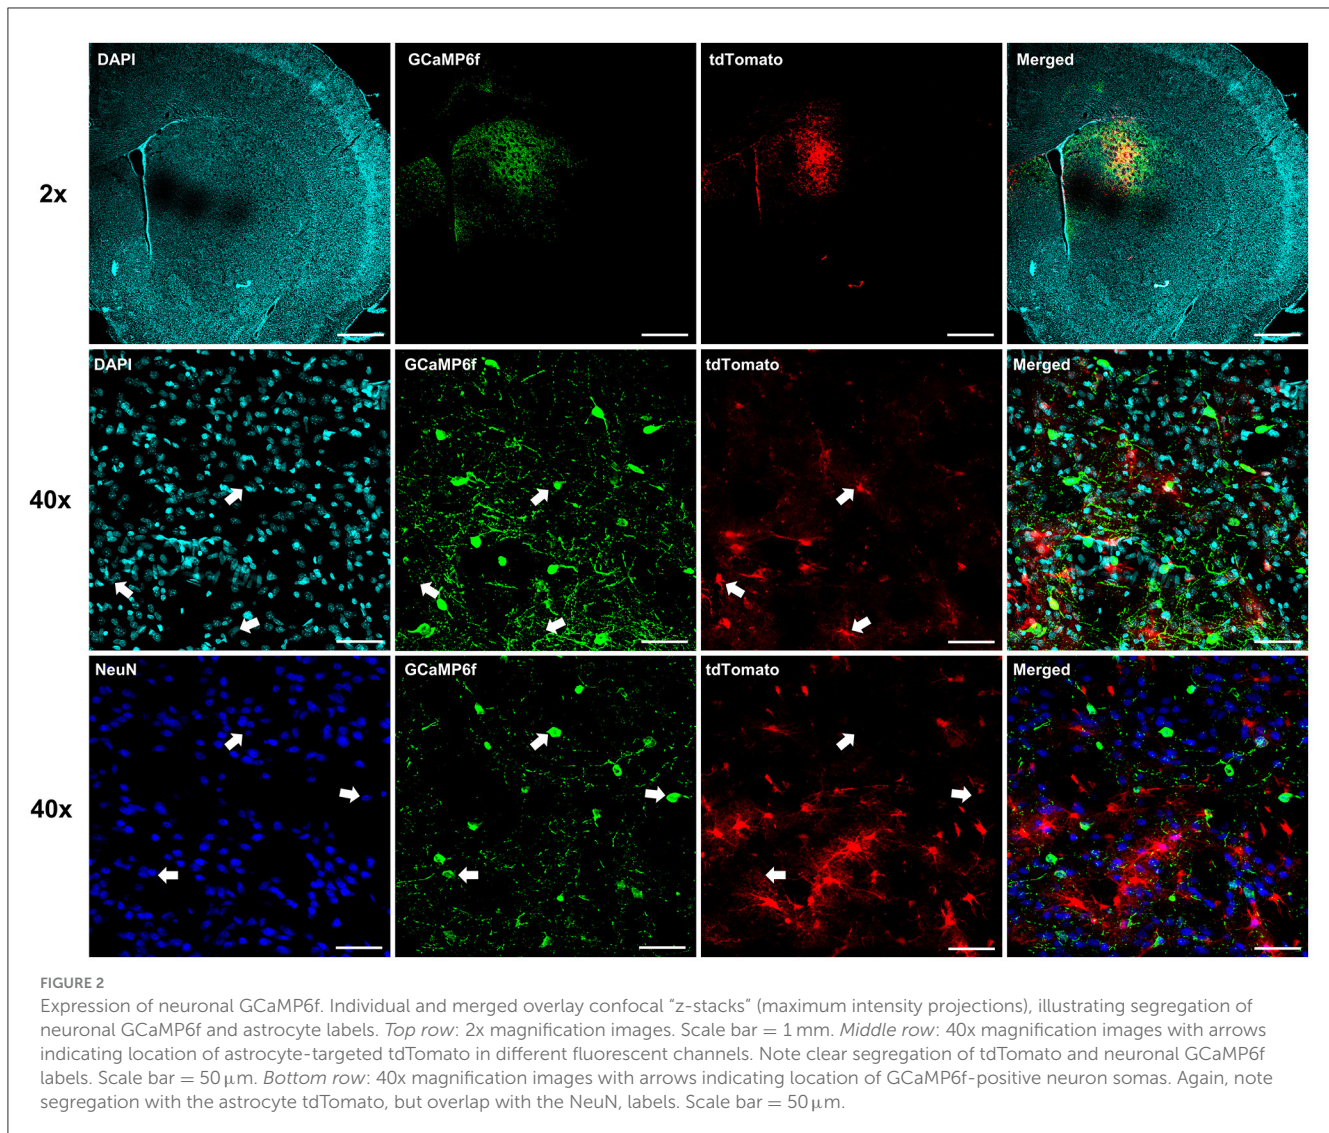 DAPI GCaMP6f tdTomato Merged
2x
DAPI GCaMP6f tdTomato Merged
40x
NeuN GCaMP6f tdTomato Merged
40x
FIGURE 2
Expression of neuronal GCaMP6f. Individual and merged overlay confocal “z-stacks“ (maximum intensity projections), illustrating segregation of
neuronal GCaMP6f and astrocyte labels. Top row: 2x magnification images. Scale bar = 1 mm. Middle row: 40x magnification images with arrows
indicating location of astrocyte-targeted tdTomato in different fluorescent channels. Note clear segregation of tdTomato and neuronal GCaMP6f
labels. Scale bar = 50 μm. Bottom row: 40x magnification images with arrows indicating location of GCaMP6f-positive neuron somas. Again, note
segregation with the astrocyte tdTomato, but overlap with the NeuN, labels. Scale bar = 50 μm.